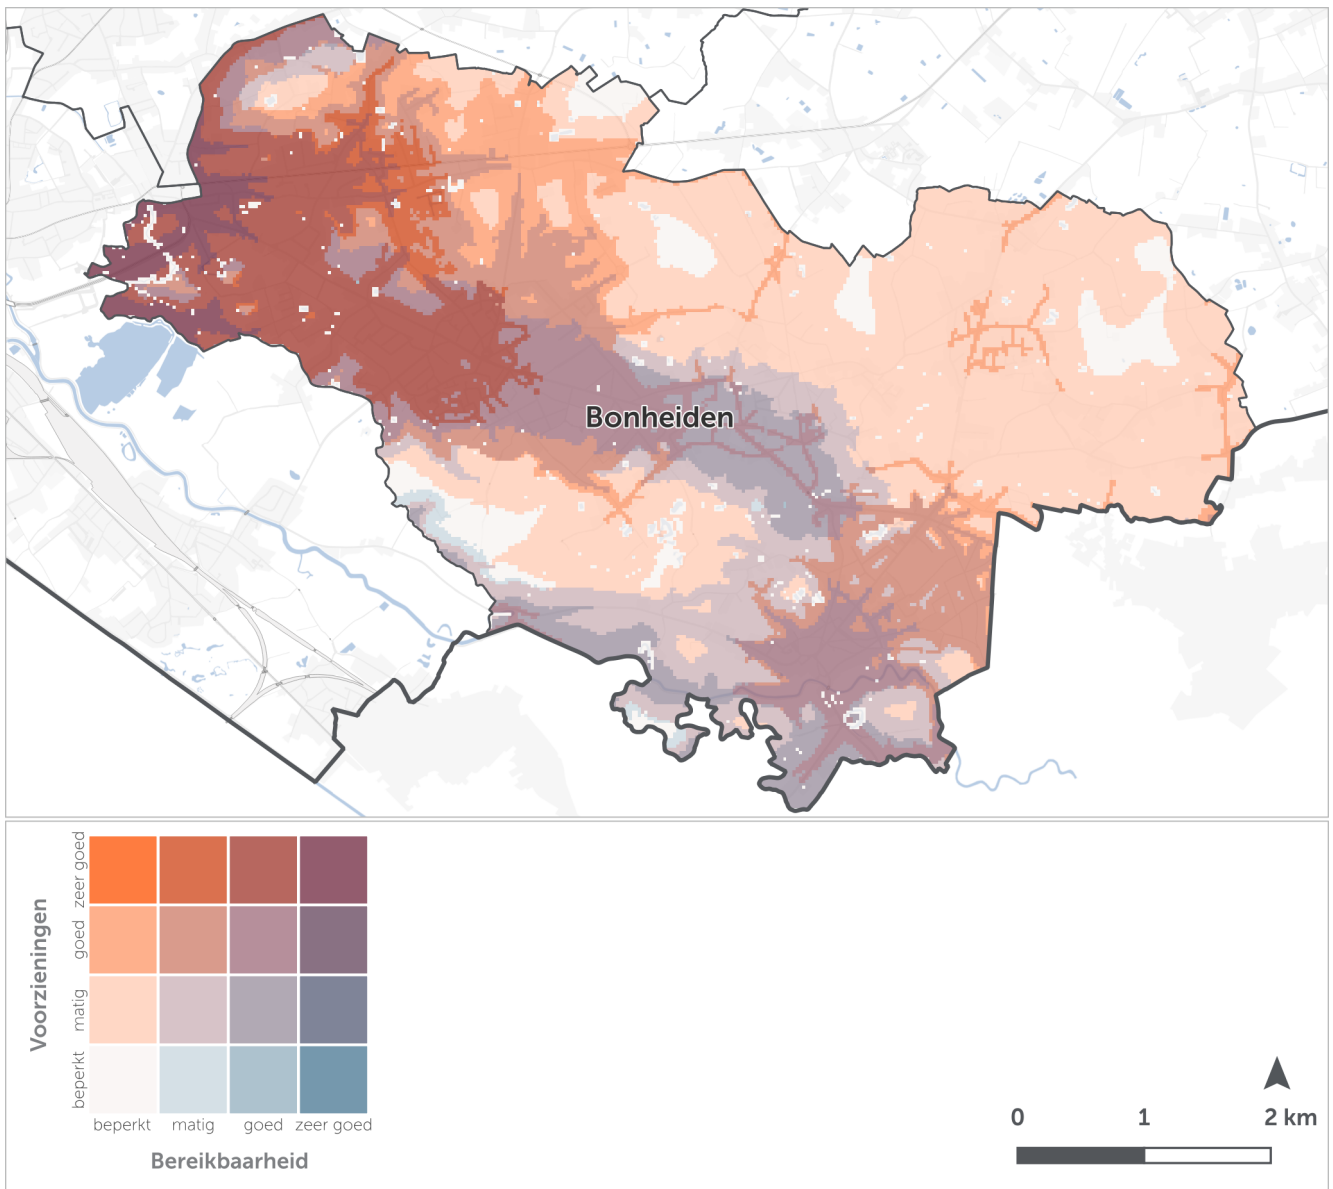 Bonheiden
Voorzieningen
zeer goed
goed
matig
beperkt
beperkt matig goed zeer goed
Bereikbaarheid
0 1 2 km